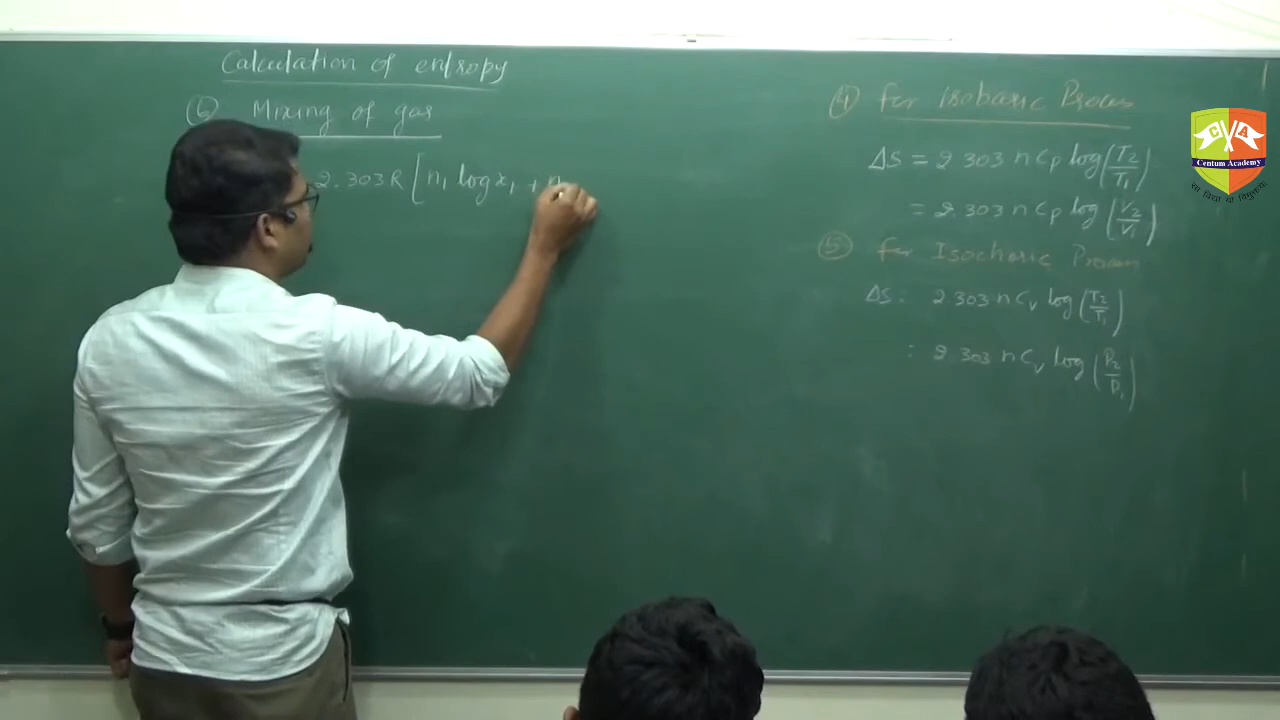 Calculation of entropy
⑥ Mixing of gas
2.303R [n₁ log x₁ + n
④ for Isobaric Process
ΔS = 2.303 n Cp log (T₂/T₁)
= 2.303 n Cp log (V₂/V₁)
⑤ for Isochoric Process
ΔS = 2.303 n Cv log (T₂/T₁)
= 2.303 n Cv log (P₂/P₁)
C A
Centum Academy